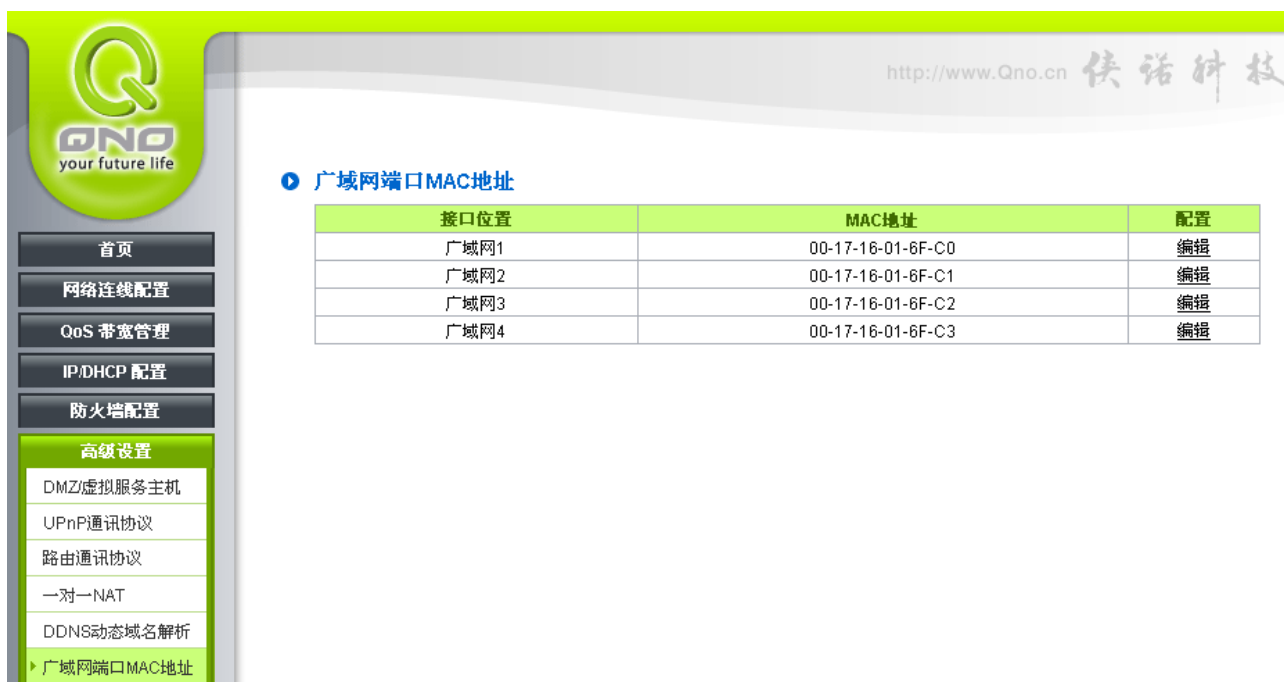 QNO
your future life
http://www.Qno.cn 侠诺科技
首页
网络连线配置
QoS 带宽管理
IP/DHCP 配置
防火墙配置
高级设置
DMZ/虚拟服务主机
UPnP通讯协议
路由通讯协议
一对一NAT
DDNS动态域名解析
广域网端口MAC地址
广域网端口MAC地址
接口位置 MAC地址 配置
广域网1 00-17-16-01-6F-C0 编辑
广域网2 00-17-16-01-6F-C1 编辑
广域网3 00-17-16-01-6F-C2 编辑
广域网4 00-17-16-01-6F-C3 编辑